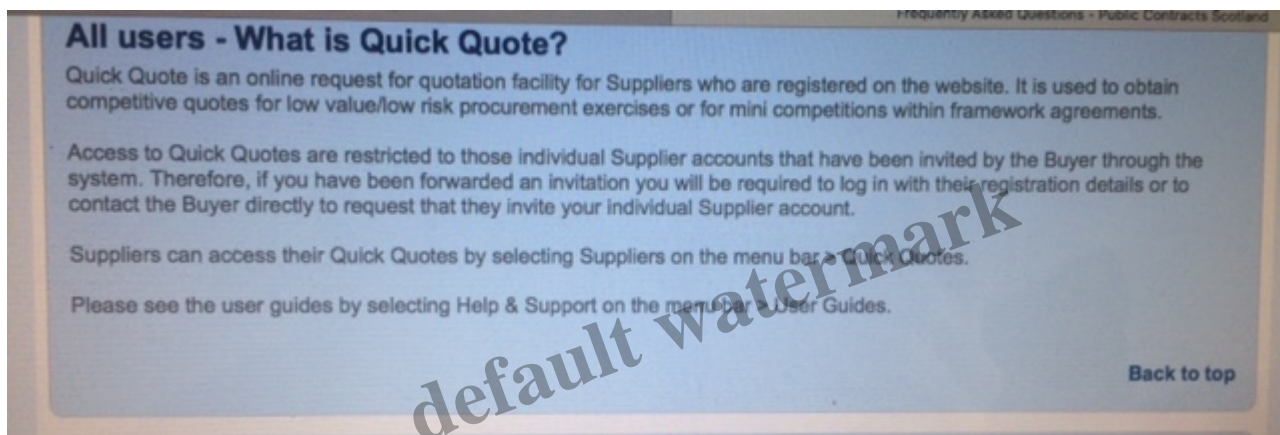 Frequently Asked Questions - Public Contracts Scotland
All users - What is Quick Quote?
Quick Quote is an online request for quotation facility for Suppliers who are registered on the website. It is used to obtain
competitive quotes for low value/low risk procurement exercises or for mini competitions within framework agreements.
Access to Quick Quotes are restricted to those individual Supplier accounts that have been invited by the Buyer through the
system. Therefore, if you have been forwarded an invitation you will be required to log in with their registration details or to
contact the Buyer directly to request that they invite your individual Supplier account.
Suppliers can access their Quick Quotes by selecting Suppliers on the menu bar > Quick Quotes.
Please see the user guides by selecting Help & Support on the menu bar > User Guides.
Back to top
default watermark